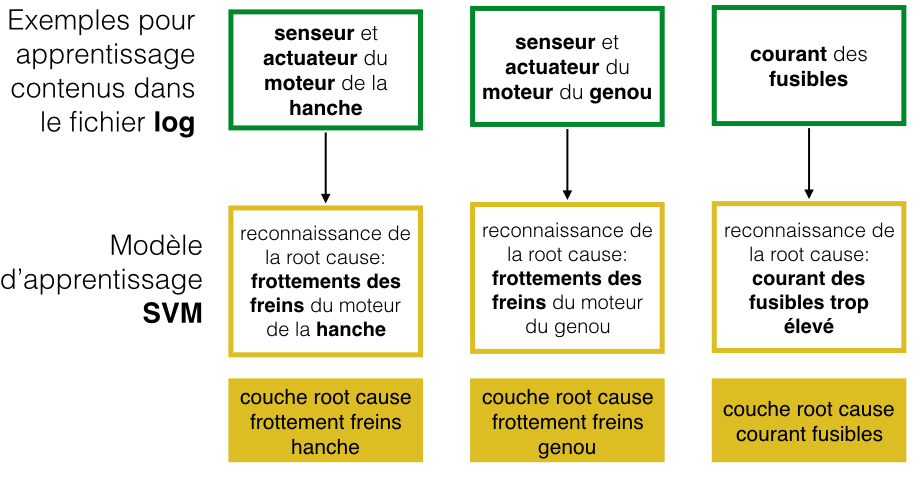 Exemples pour
apprentissage
contenus dans
le fichier log
senseur et
actuateur du
moteur de la
hanche
senseur et
actuateur du
moteur du genou
courant des
fusibles
Modèle
d'apprentissage
SVM
reconnaissance de
la root cause:
frottements des
freins du moteur
de la hanche
reconnaissance de
la root cause:
frottements des
freins du moteur
du genou
reconnaissance de
la root cause:
courant des
fusibles trop
élevé
couche root cause
frottement freins
hanche
couche root cause
frottement freins
genou
couche root cause
courant fusibles